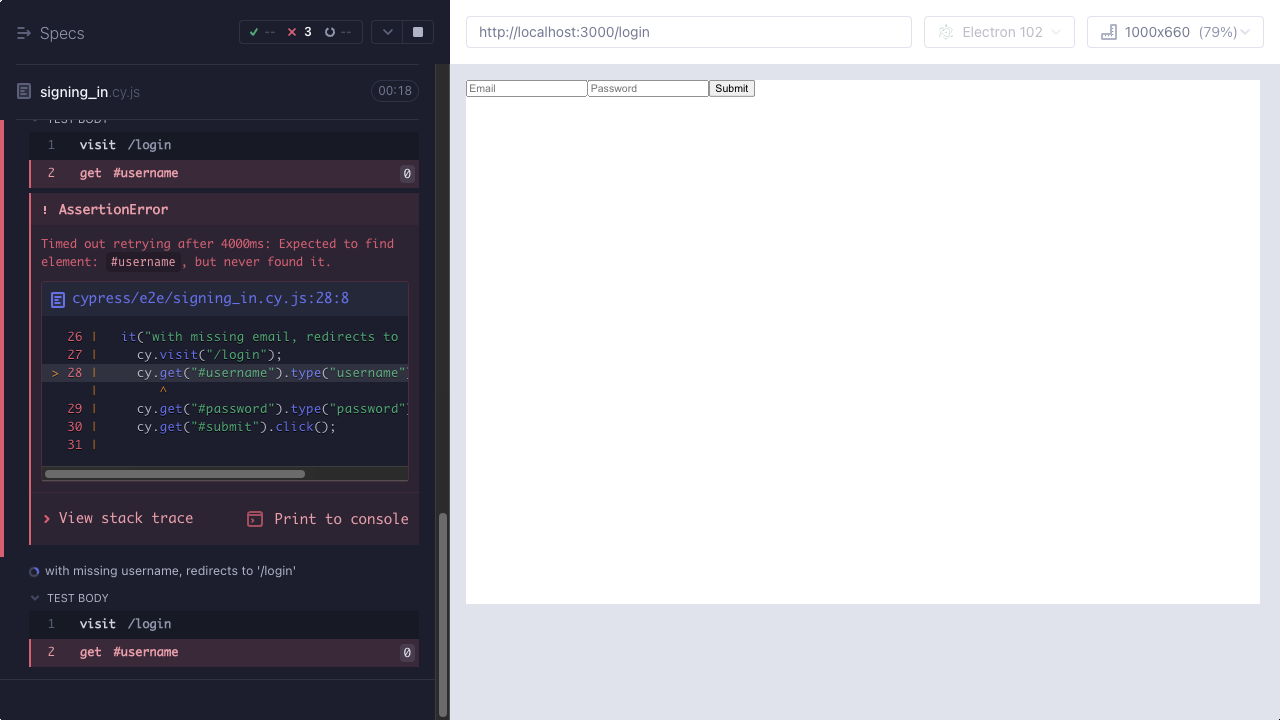 Specs
-- 3 --
signing_in.cy.js
00:18
TEST BODY
1 visit /login
2 get #username 0
! AssertionError
Timed out retrying after 4000ms: Expected to find
element: #username, but never found it.
cypress/e2e/signing_in.cy.js:28:8
26 | it("with missing email, redirects to
27 | cy.visit("/login");
> 28 | cy.get("#username").type("username")
| ^
29 | cy.get("#password").type("password")
30 | cy.get("#submit").click();
31 |
View stack trace
Print to console
with missing username, redirects to '/login'
TEST BODY
1 visit /login
2 get #username 0
http://localhost:3000/login
Electron 102
1000x660 (79%)
Email
Password
Submit